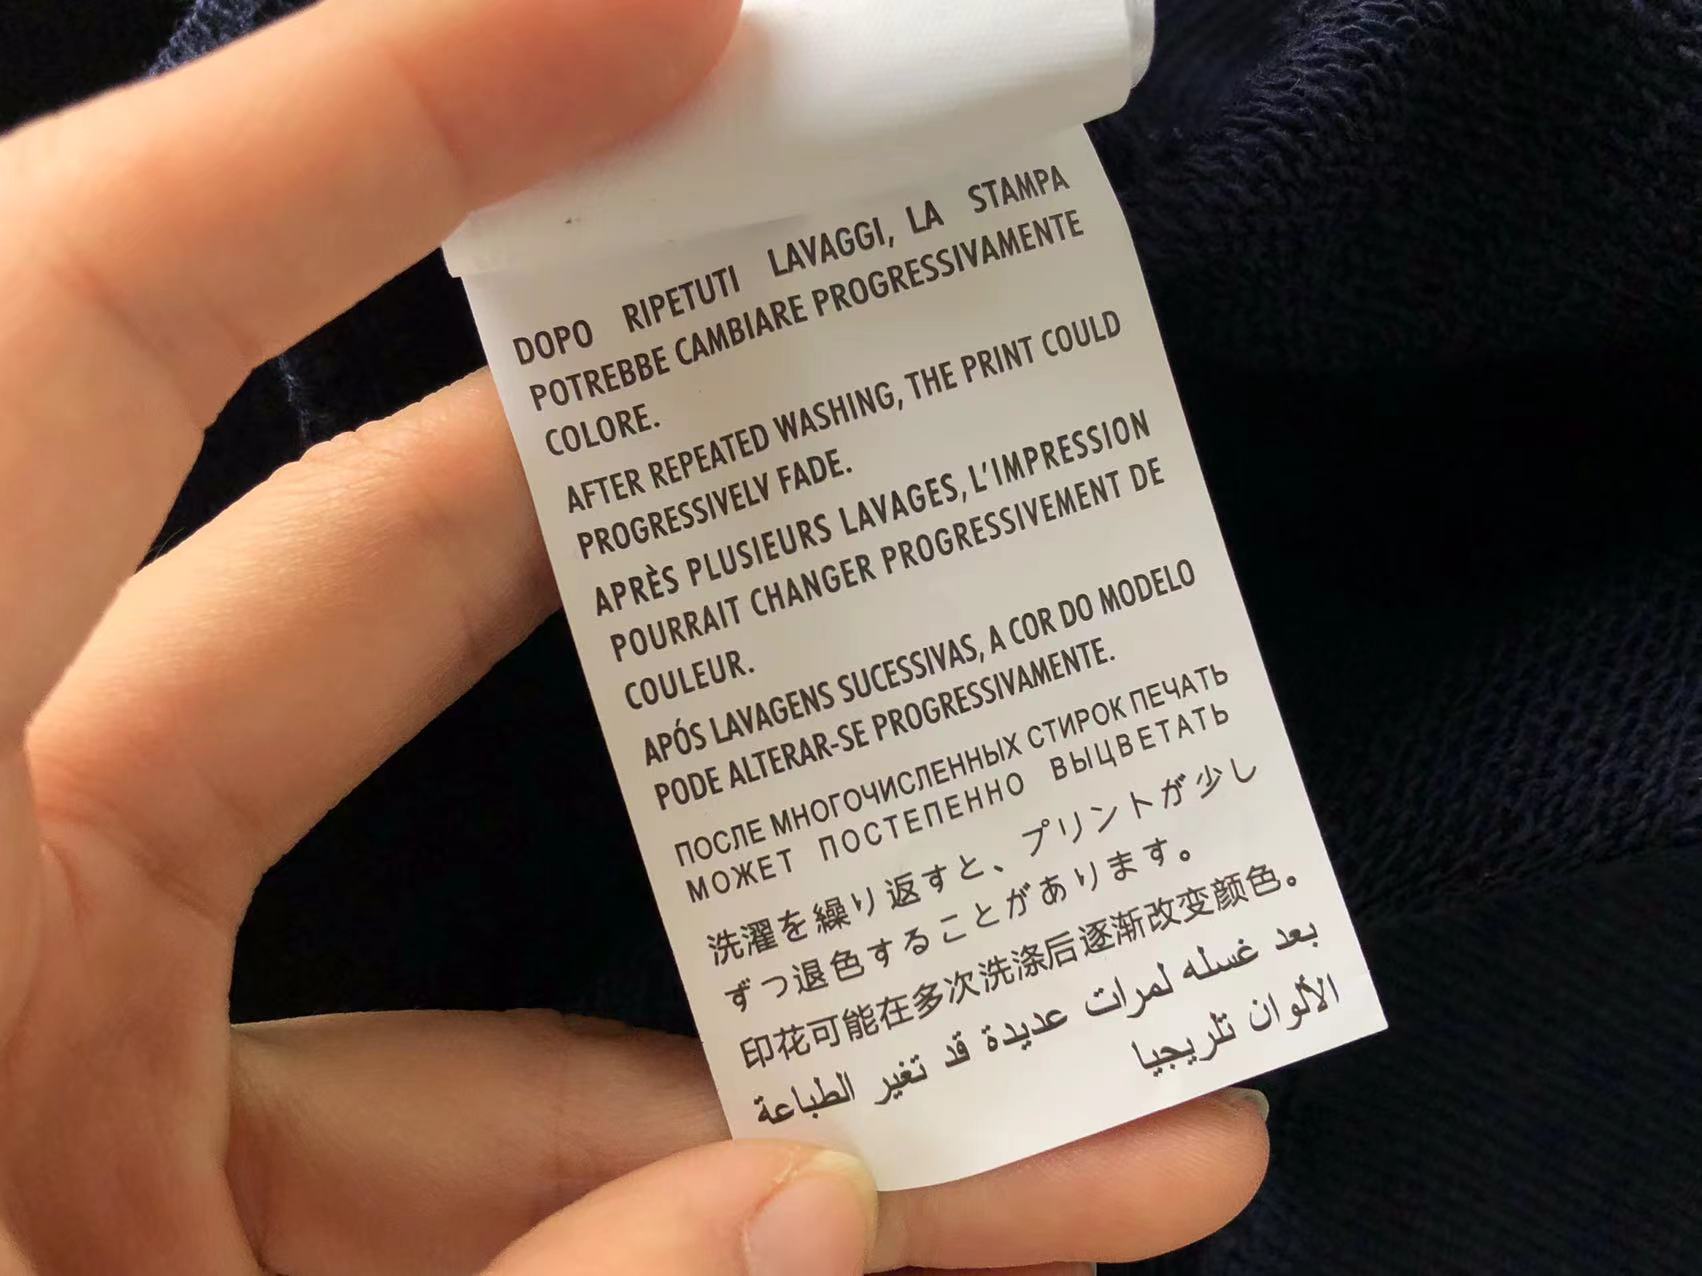 DOPO RIPETUTI LAVAGGI, LA STAMPA
POTREBBE CAMBIARE PROGRESSIVAMENTE
COLORE.
AFTER REPEATED WASHING, THE PRINT COULD
PROGRESSIVELV FADE.
APRÈS PLUSIEURS LAVAGES, L'IMPRESSION
POURRAIT CHANGER PROGRESSIVEMENT DE
COULEUR.
APÓS LAVAGENS SUCESSIVAS, A COR DO MODELO
PODE ALTERAR-SE PROGRESSIVAMENTE.
ПОСЛЕ МНОГОЧИСЛЕННЫХ СТИРОК ПЕЧАТЬ
МОЖЕТ ПОСТЕПЕННО ВЫЦВЕТАТЬ
洗濯を繰り返すと、プリントが少し
ずつ退色することがあります。
印花可能在多次洗涤后逐渐改变颜色。
بعد غسله لمرات عديدة قد تغير الطباعة
الألوان تلريجيا